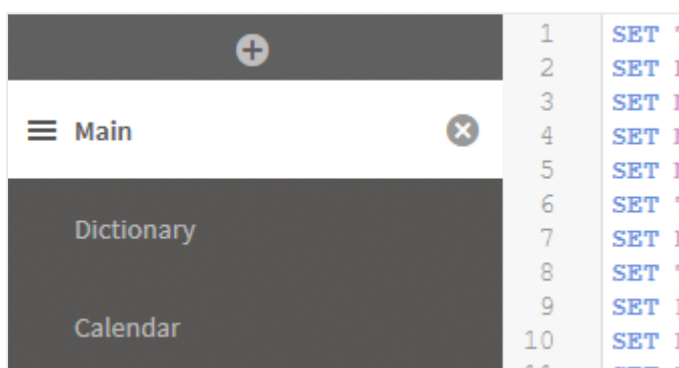 Main
Dictionary
Calendar
1 SET
2 SET
3 SET
4 SET
5 SET
6 SET
7 SET
8 SET
9 SET
10 SET